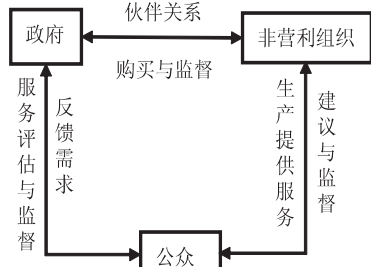 伙伴关系
政府
非营利组织
购买与监督
服务评估与监督
反馈需求
生产提供服务
建议与监督
公众